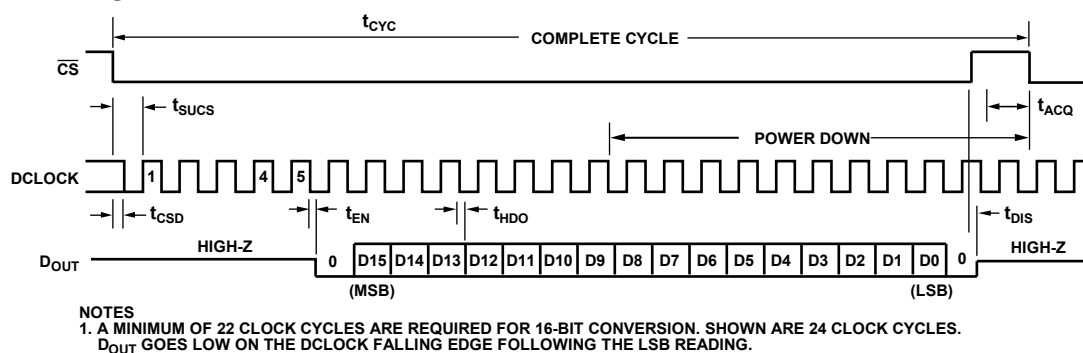 tCYC
COMPLETE CYCLE
CS
tSUCS
tACQ
POWER DOWN
DCLOCK
1
4
5
tCSD
tEN
tHDO
tDIS
HIGH-Z
HIGH-Z
DOUT
0
D15
D14
D13
D12
D11
D10
D9
D8
D7
D6
D5
D4
D3
D2
D1
D0
0
(MSB)
(LSB)
NOTES
1. A MINIMUM OF 22 CLOCK CYCLES ARE REQUIRED FOR 16-BIT CONVERSION. SHOWN ARE 24 CLOCK CYCLES.
DOUT GOES LOW ON THE DCLOCK FALLING EDGE FOLLOWING THE LSB READING.